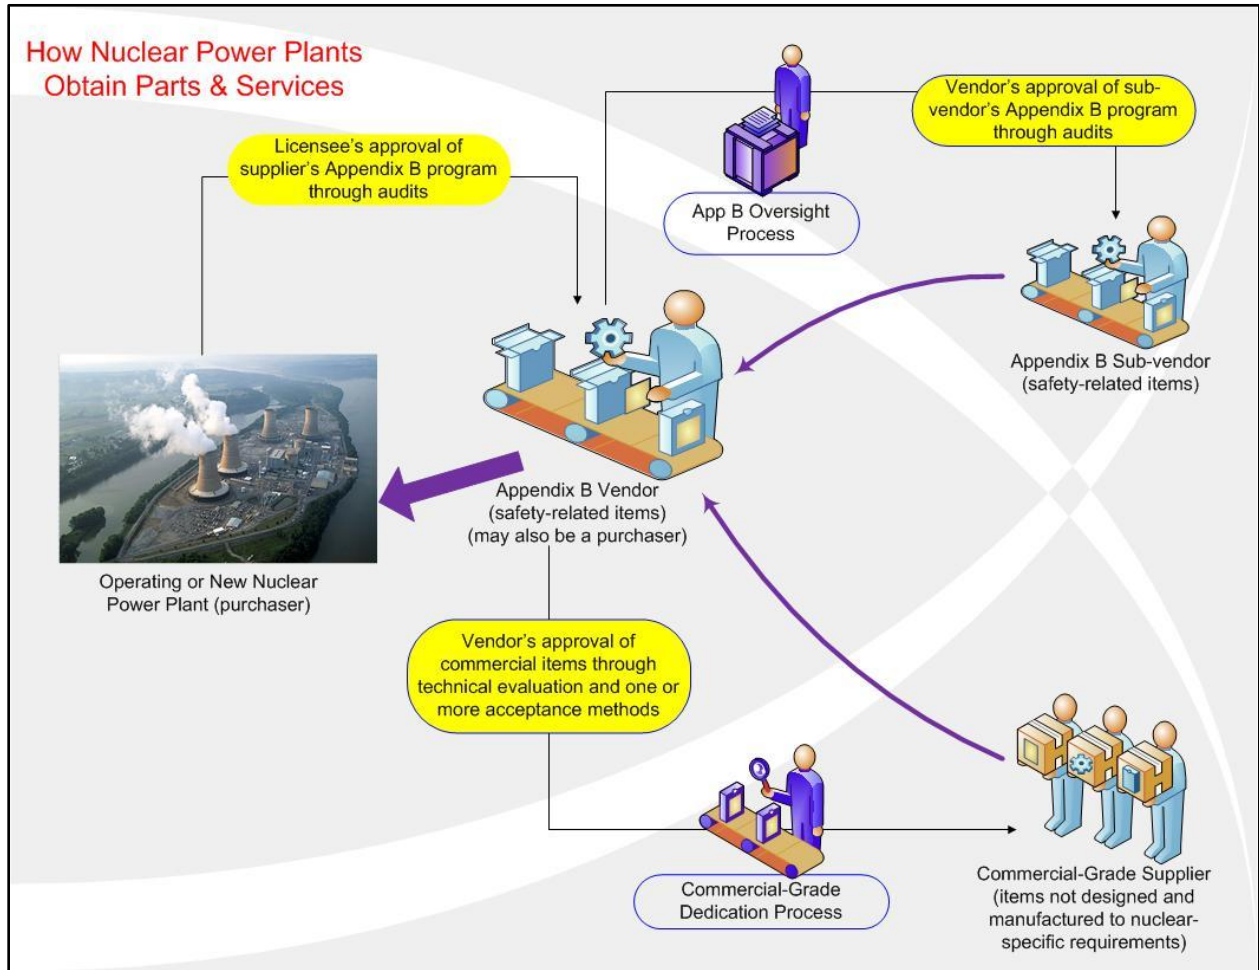 How Nuclear Power Plants
Obtain Parts & Services
Licensee's approval of
supplier's Appendix B program
through audits
Vendor's approval of sub-
vendor's Appendix B program
through audits
App B Oversight
Process
Appendix B Sub-vendor
(safety-related items)
Appendix B Vendor
(safety-related items)
(may also be a purchaser)
Operating or New Nuclear
Power Plant (purchaser)
Vendor's approval of
commercial items through
technical evaluation and one or
more acceptance methods
Commercial-Grade
Dedication Process
Commercial-Grade Supplier
(items not designed and
manufactured to nuclear-
specific requirements)